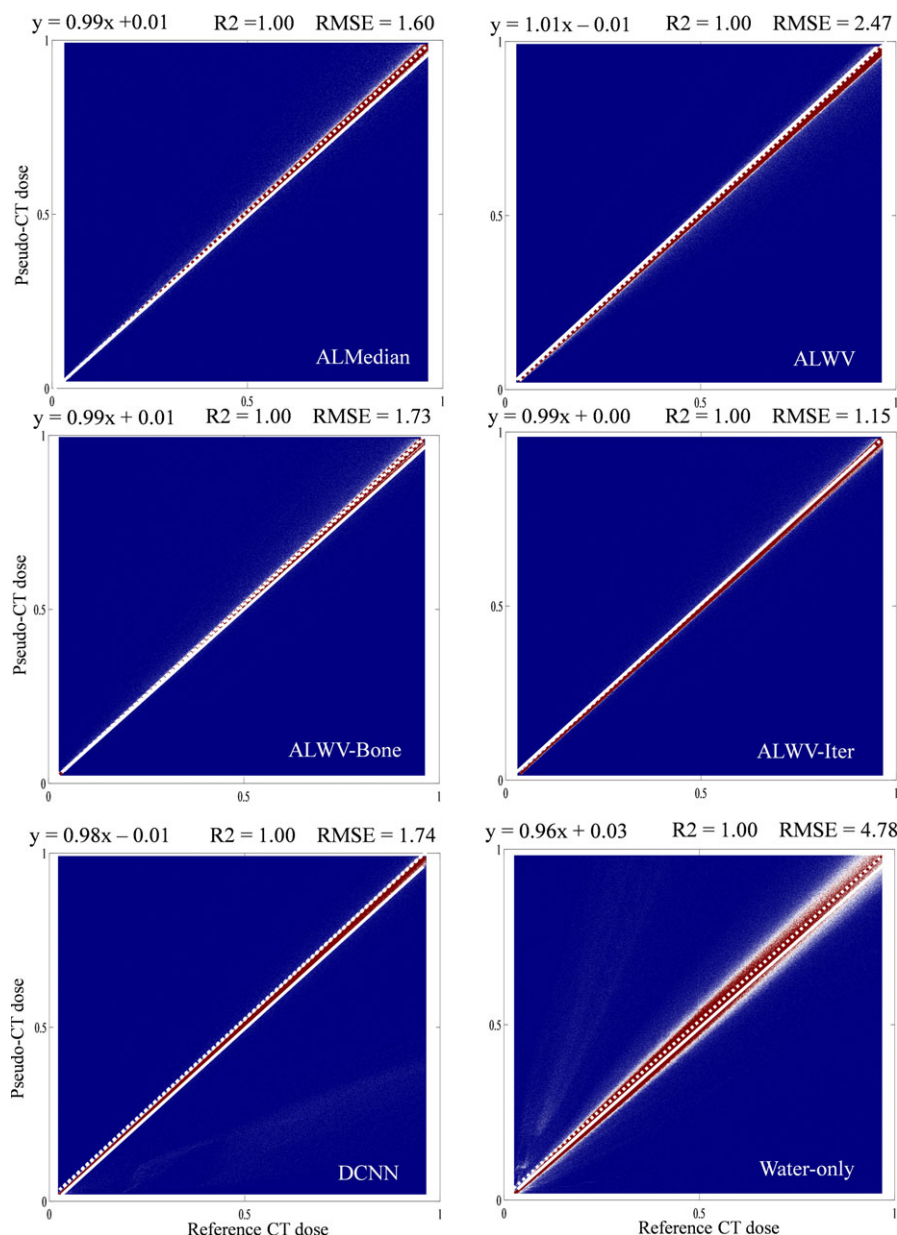 y = 0.99x +0.01 R2 = 1.00 RMSE = 1.60
1
Pseudo-CT dose
0.5
ALMedian
0
0 0.5 1
y = 1.01x − 0.01 R2 = 1.00 RMSE = 2.47
1
0.5
ALWV
0
0 0.5 1
y = 0.99x + 0.01 R2 = 1.00 RMSE = 1.73
1
Pseudo-CT dose
0.5
ALWV-Bone
0
0 0.5 1
y = 0.99x + 0.00 R2 = 1.00 RMSE = 1.15
1
0.5
ALWV-Iter
0
0 0.5 1
y = 0.98x − 0.01 R2 = 1.00 RMSE = 1.74
1
Pseudo-CT dose
0.5
DCNN
0
0 0.5 1
Reference CT dose
y = 0.96x + 0.03 R2 = 1.00 RMSE = 4.78
1
0.5
Water-only
0
0 0.5 1
Reference CT dose